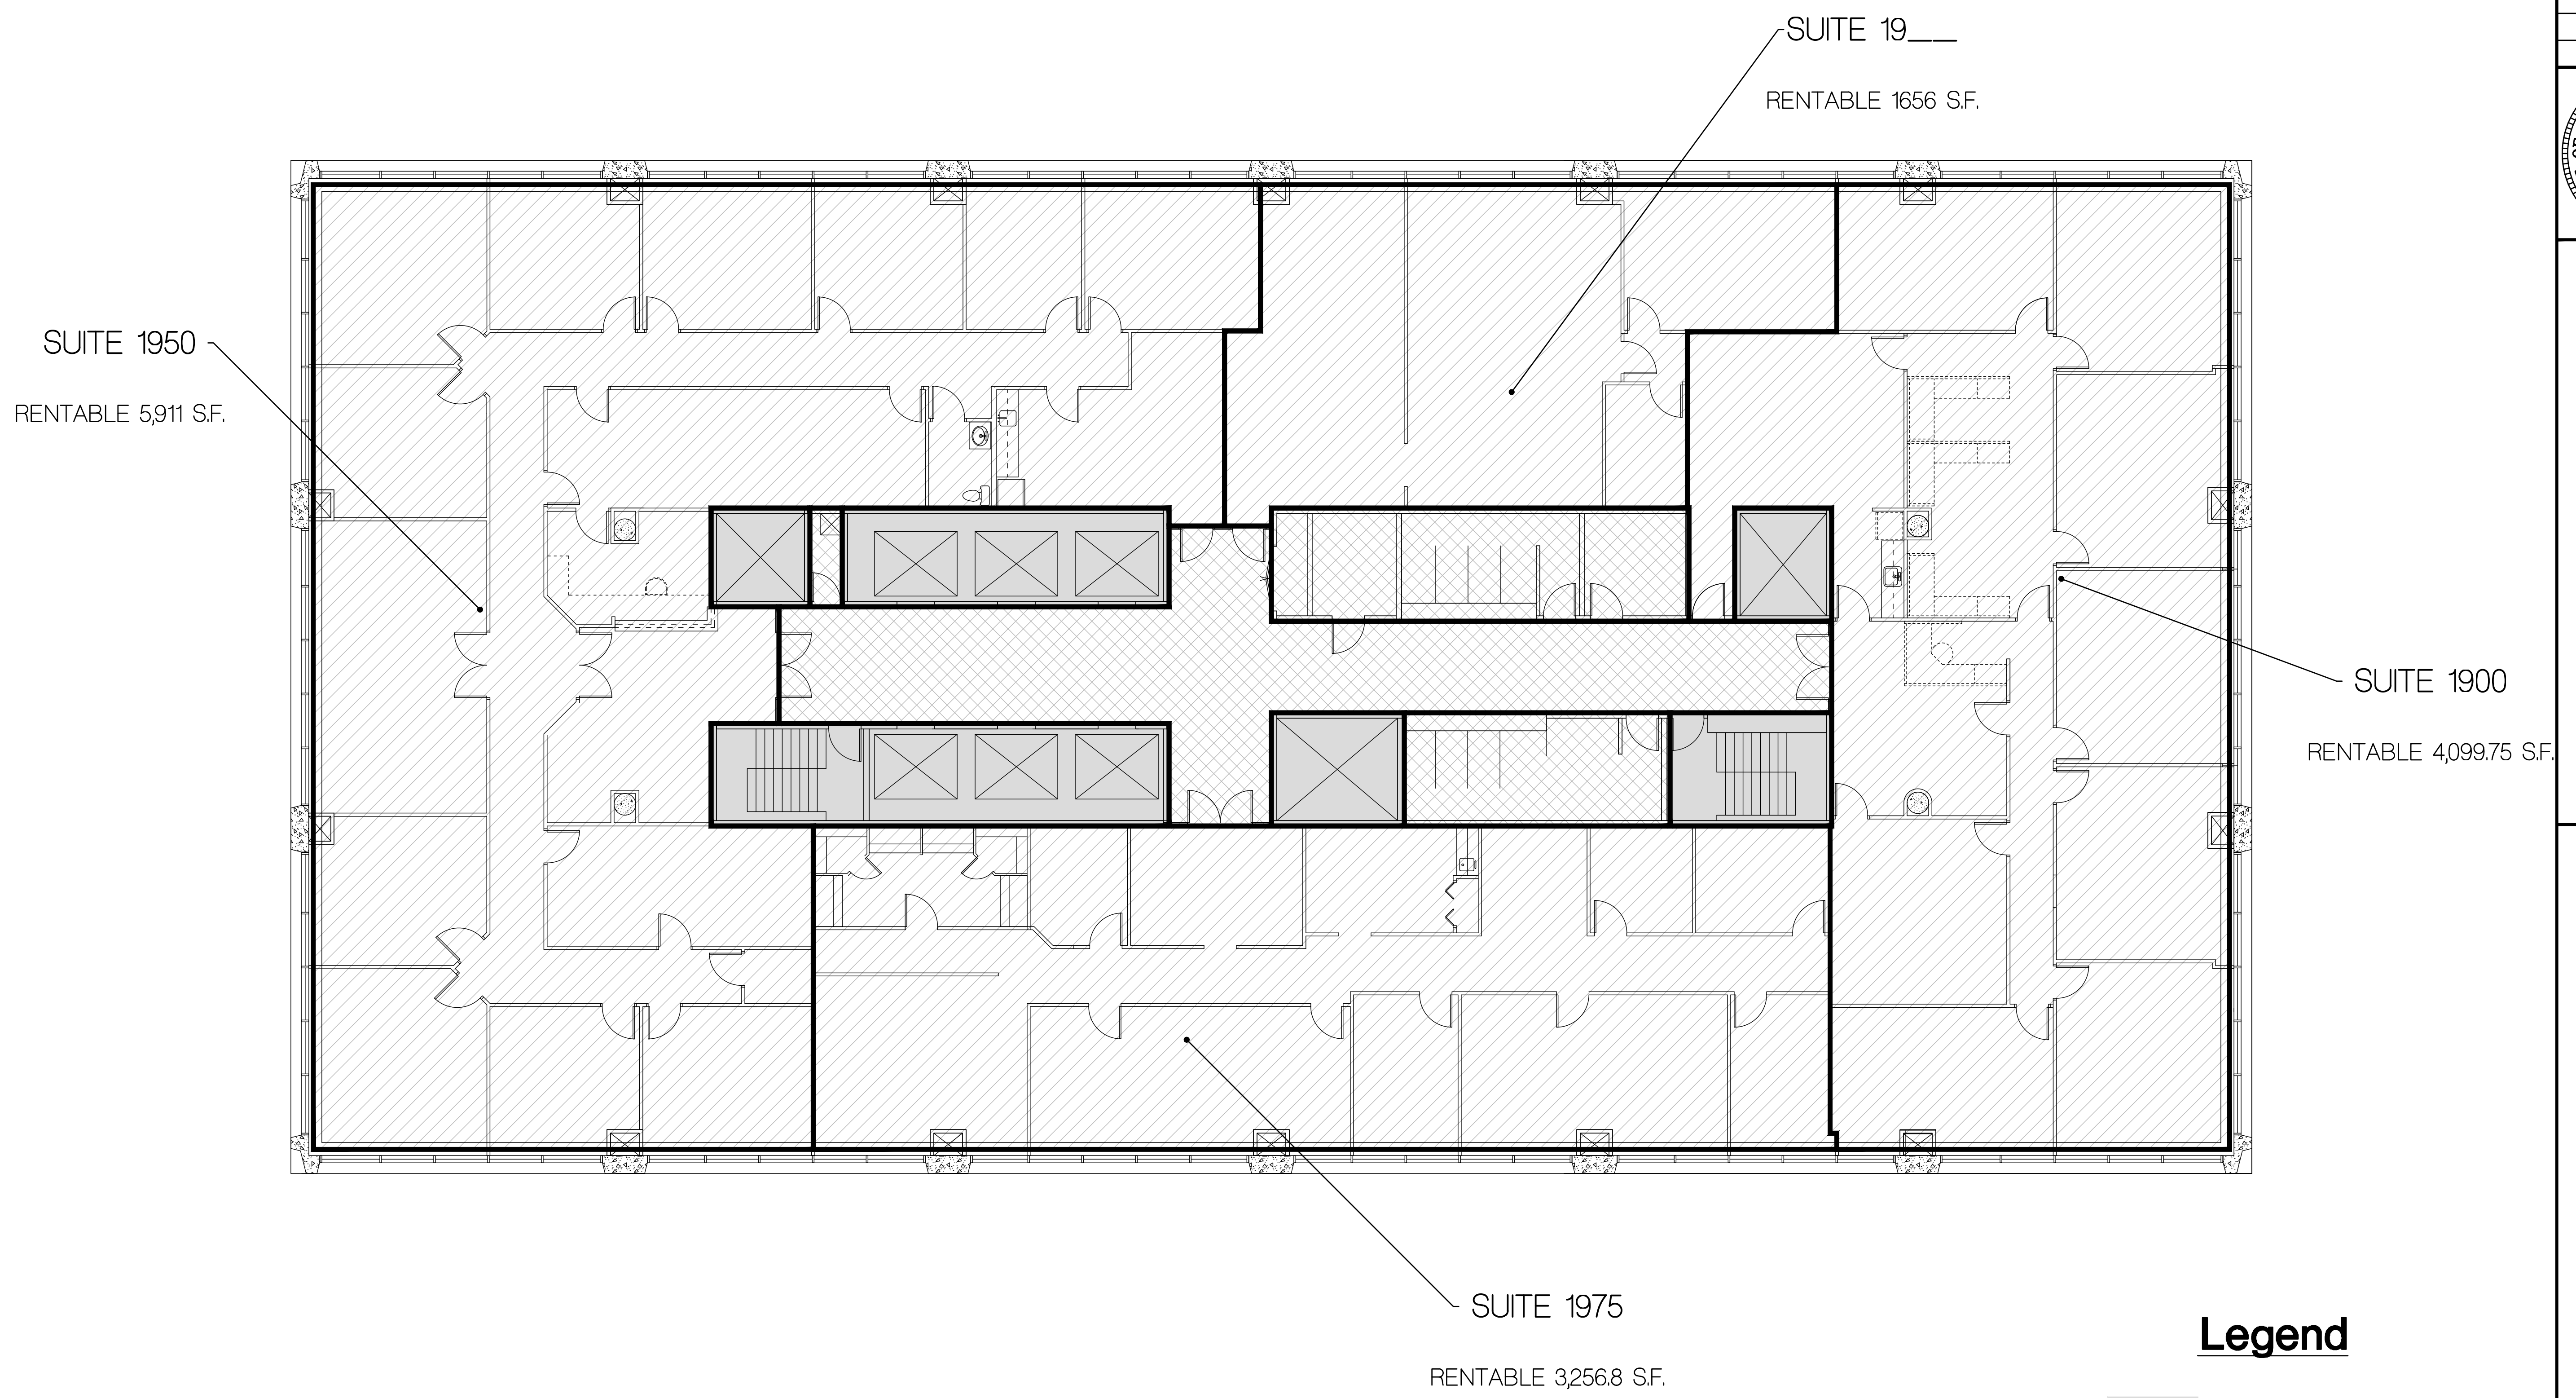 SUITE 19__
RENTABLE 1656 S.F.
SUITE 1950
RENTABLE 5,911 S.F.
SUITE 1900
RENTABLE 4,099.75 S.F.
SUITE 1975
RENTABLE 3,256.8 S.F.
Legend